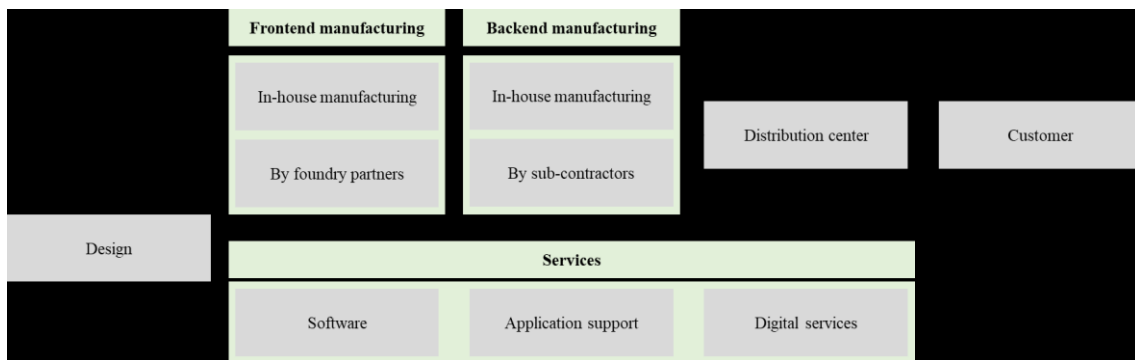 Frontend manufacturing
Backend manufacturing
In-house manufacturing
In-house manufacturing
Distribution center
Customer
By foundry partners
By sub-contractors
Design
Services
Software
Application support
Digital services